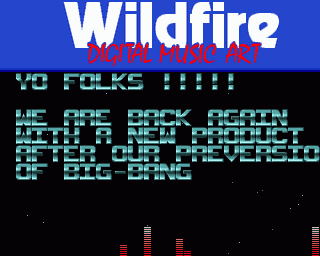 Wildfire
DIGITAL MUSIC ART
YO FOLKS !!!!!
WE ARE BACK AGAIN
WITH A NEW PRODUCT
AFTER OUR PREVERSIO
OF BIG-BANG